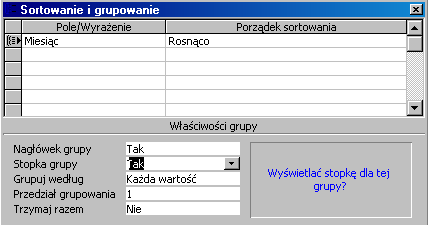 Sortowanie i grupowanie
Pole/Wyrażenie Porządek sortowania
Miesiąc Rosnąco
Właściwości grupy
Nagłówek grupy Tak
Stopka grupy Tak
Grupuj według Każda wartość
Przedział grupowania 1
Trzymaj razem Nie
Wyświetlać stopkę dla tej
grupy?